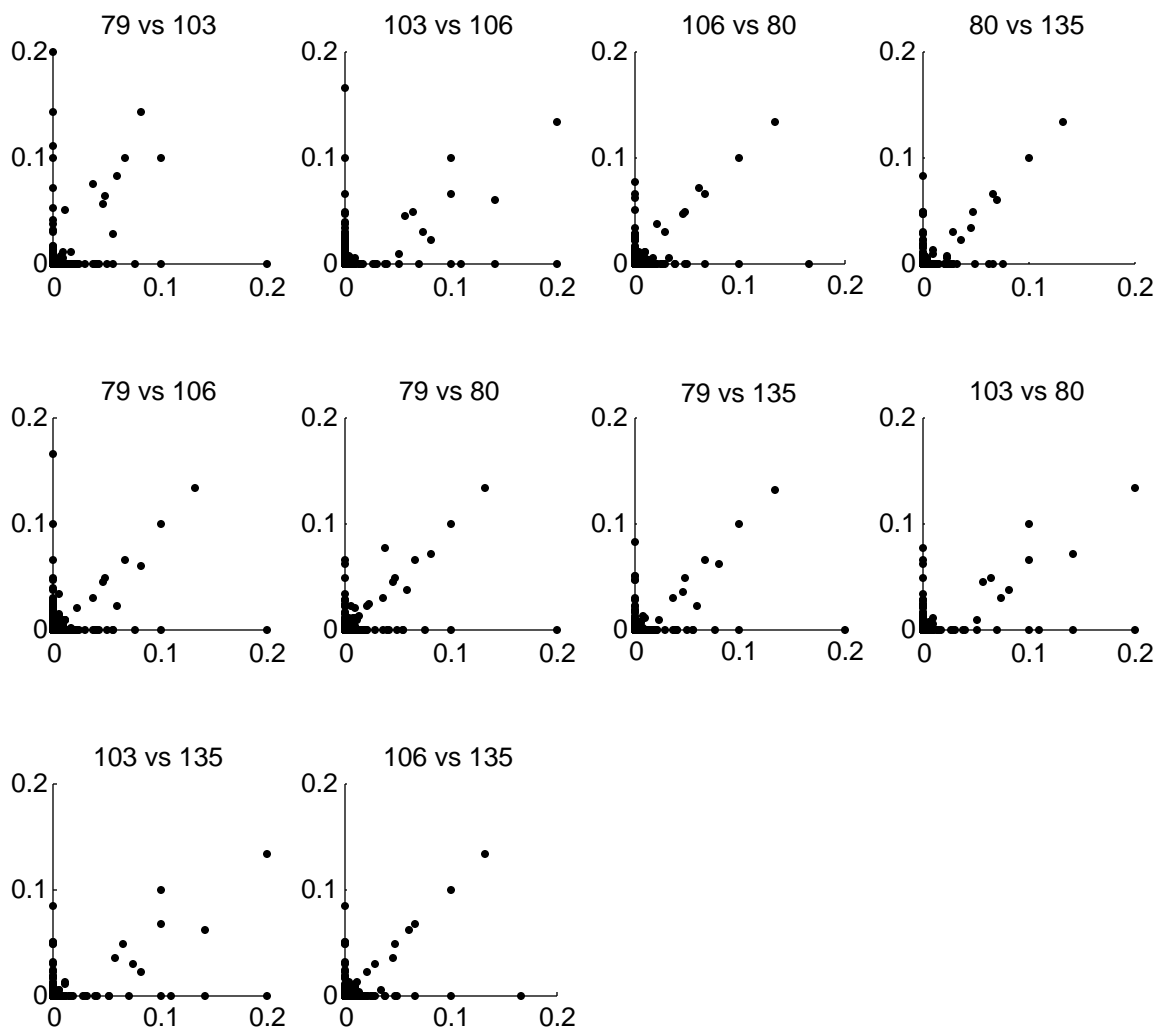 79 vs 103 103 vs 106 106 vs 80 80 vs 135
0.2 0.2 0.2 0.2
0.1 0.1 0.1 0.1
0 0 0 0
0 0.1 0.2 0 0.1 0.2 0 0.1 0.2 0 0.1 0.2
79 vs 106 79 vs 80 79 vs 135 103 vs 80
0.2 0.2 0.2 0.2
0.1 0.1 0.1 0.1
0 0 0 0
0 0.1 0.2 0 0.1 0.2 0 0.1 0.2 0 0.1 0.2
103 vs 135 106 vs 135
0.2 0.2
0.1 0.1
0 0
0 0.1 0.2 0 0.1 0.2